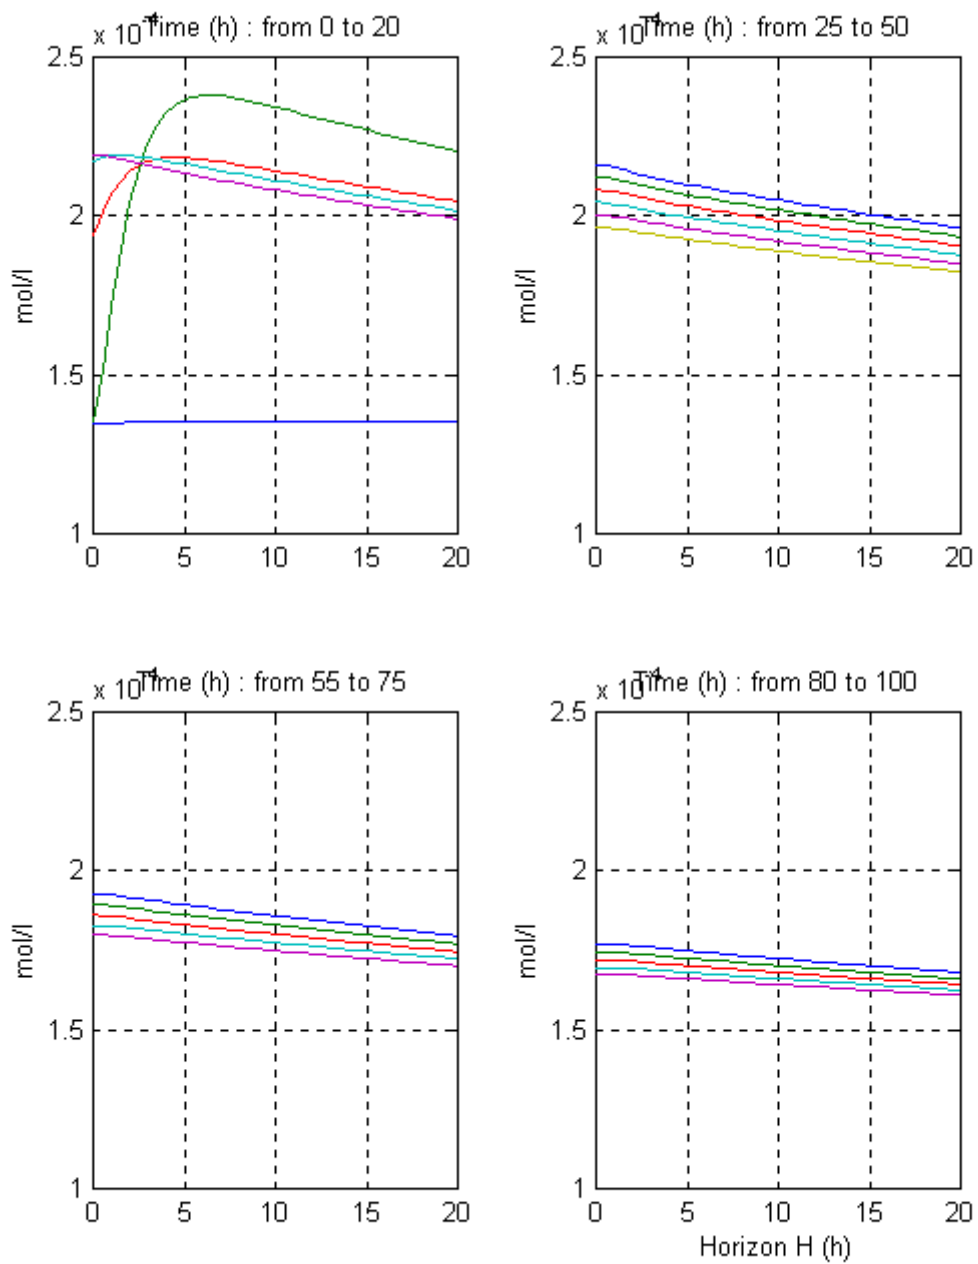 x 10-4 Time (h) : from 0 to 20
2.5
2
1.5
1
mol/l
0 5 10 15 20
x 10-4 Time (h) : from 25 to 50
2.5
2
1.5
1
mol/l
0 5 10 15 20
x 10-4 Time (h) : from 55 to 75
2.5
2
1.5
1
mol/l
0 5 10 15 20
x 10-4 Time (h) : from 80 to 100
2.5
2
1.5
1
mol/l
0 5 10 15 20
Horizon H (h)